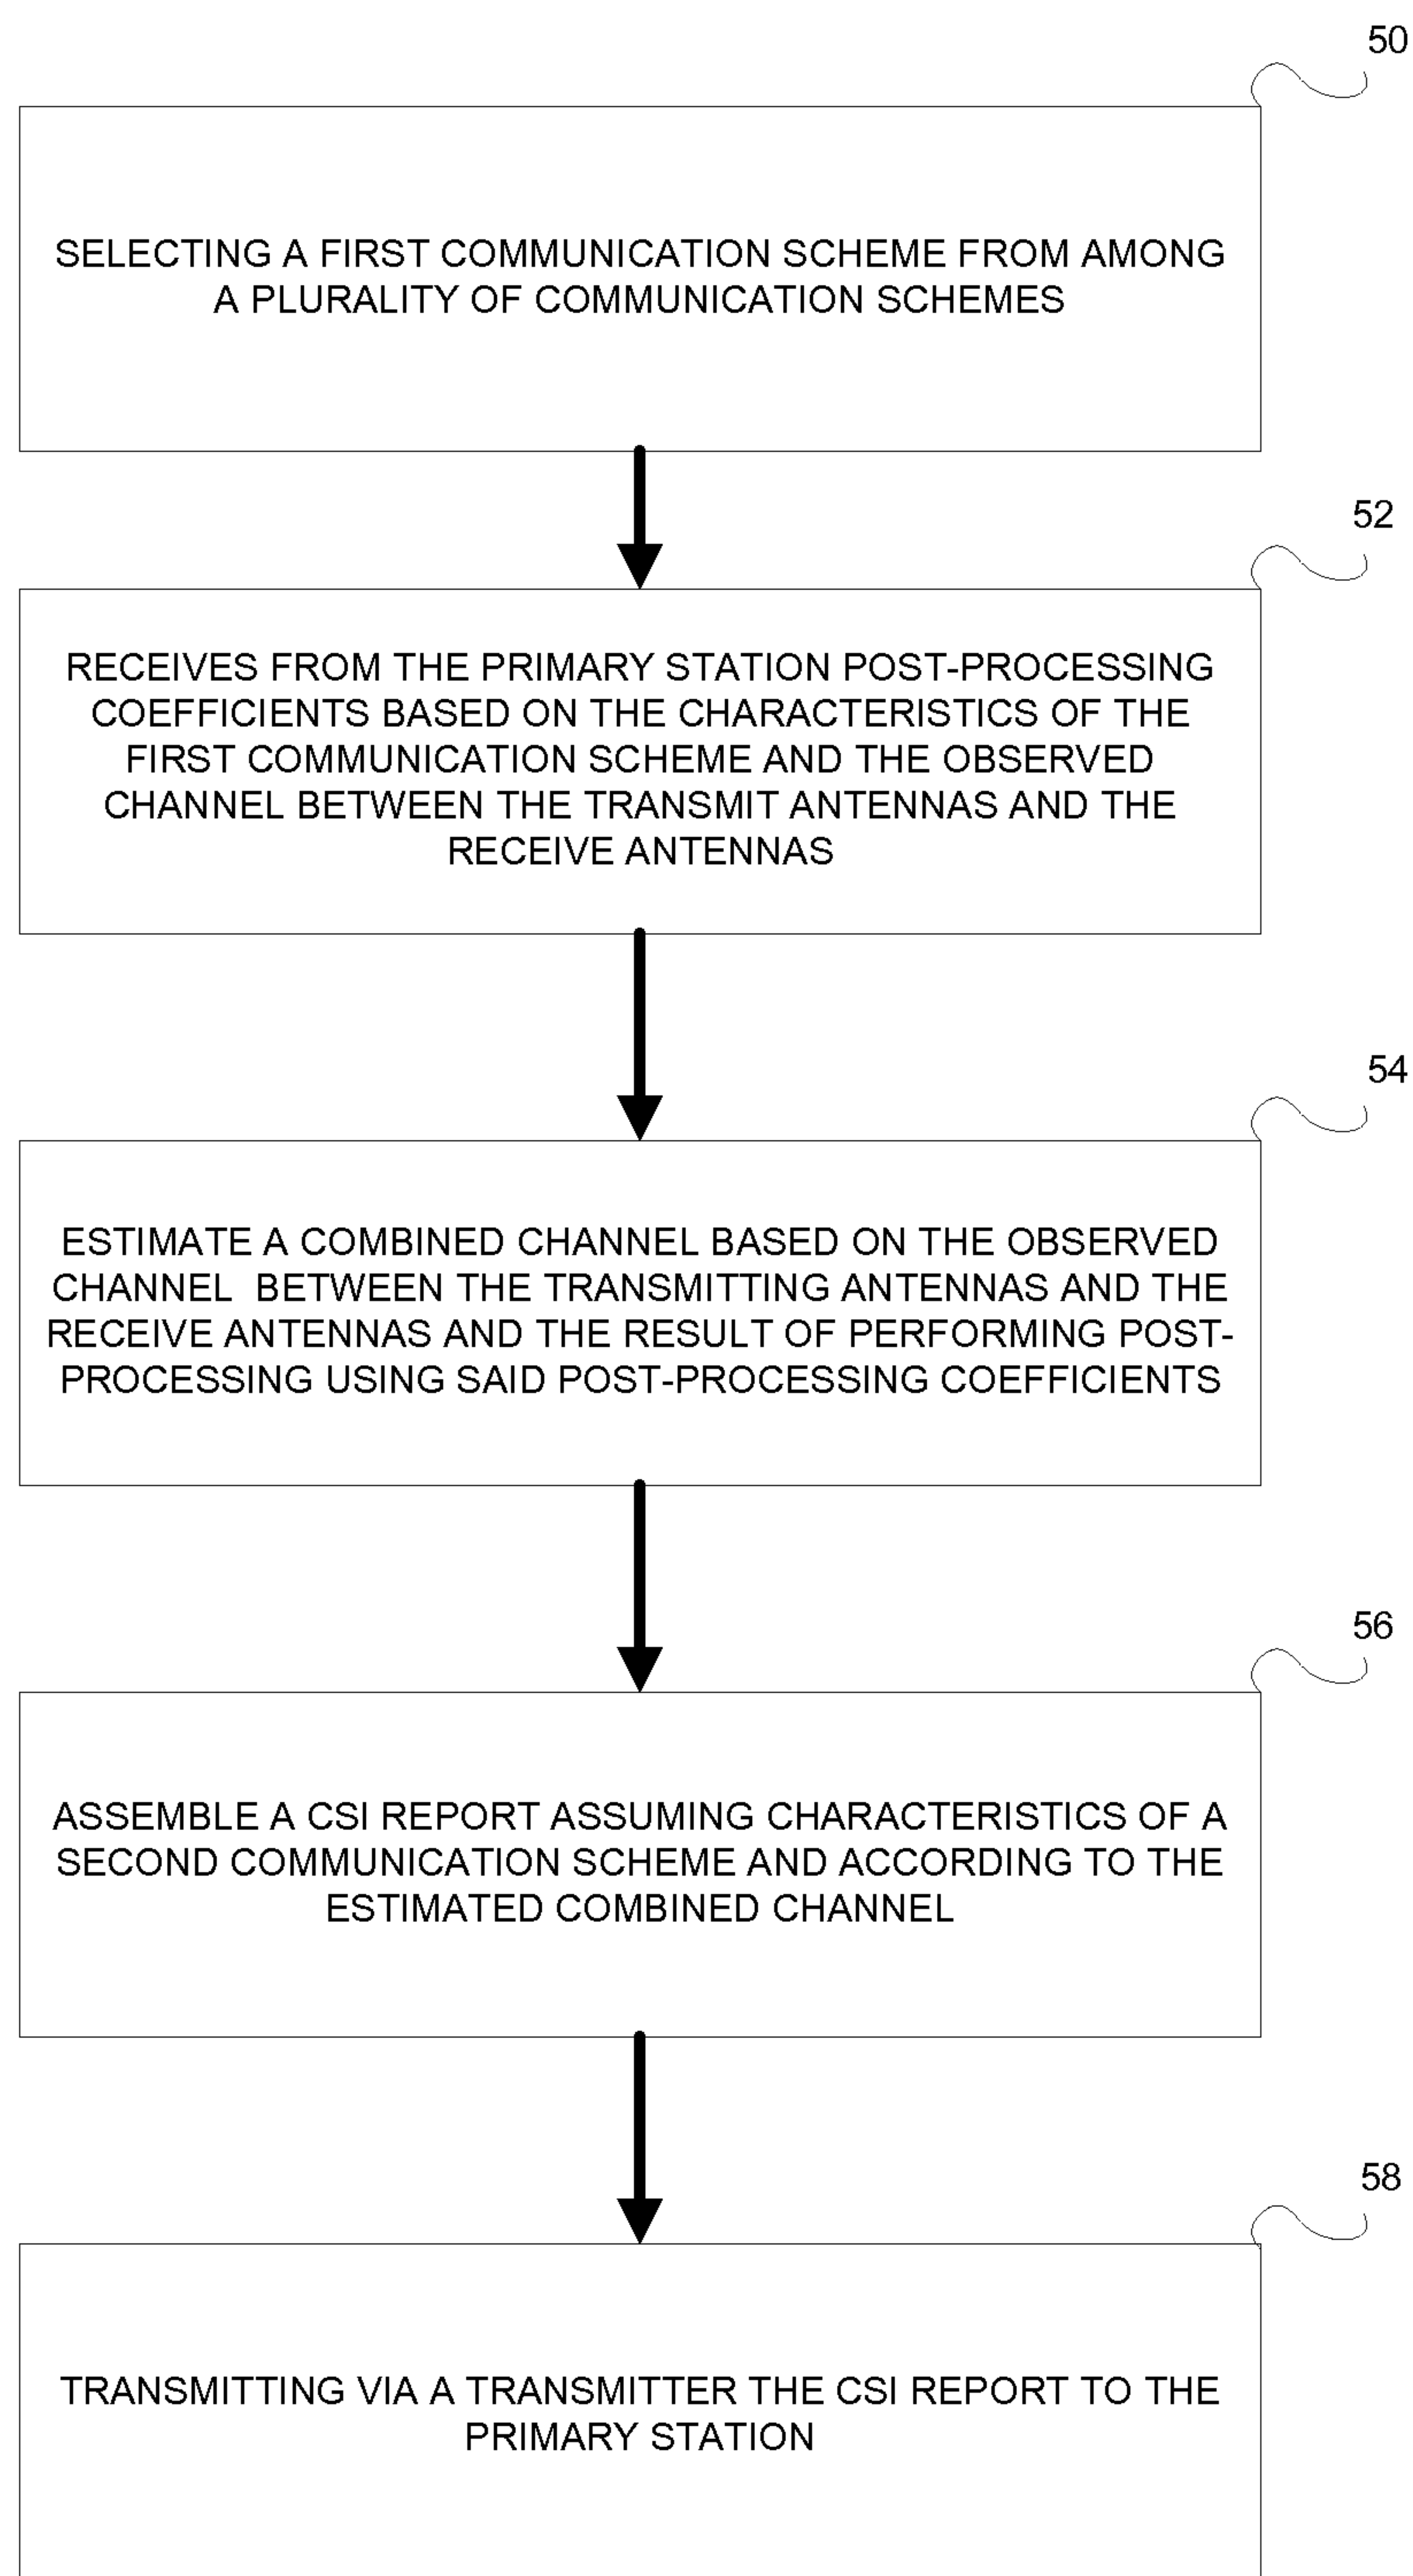 50
SELECTING A FIRST COMMUNICATION SCHEME FROM AMONG
A PLURALITY OF COMMUNICATION SCHEMES
52
RECEIVES FROM THE PRIMARY STATION POST-PROCESSING
COEFFICIENTS BASED ON THE CHARACTERISTICS OF THE
FIRST COMMUNICATION SCHEME AND THE OBSERVED
CHANNEL BETWEEN THE TRANSMIT ANTENNAS AND THE
RECEIVE ANTENNAS
54
ESTIMATE A COMBINED CHANNEL BASED ON THE OBSERVED
CHANNEL BETWEEN THE TRANSMITTING ANTENNAS AND THE
RECEIVE ANTENNAS AND THE RESULT OF PERFORMING POST-
PROCESSING USING SAID POST-PROCESSING COEFFICIENTS
56
ASSEMBLE A CSI REPORT ASSUMING CHARACTERISTICS OF A
SECOND COMMUNICATION SCHEME AND ACCORDING TO THE
ESTIMATED COMBINED CHANNEL
58
TRANSMITTING VIA A TRANSMITTER THE CSI REPORT TO THE
PRIMARY STATION